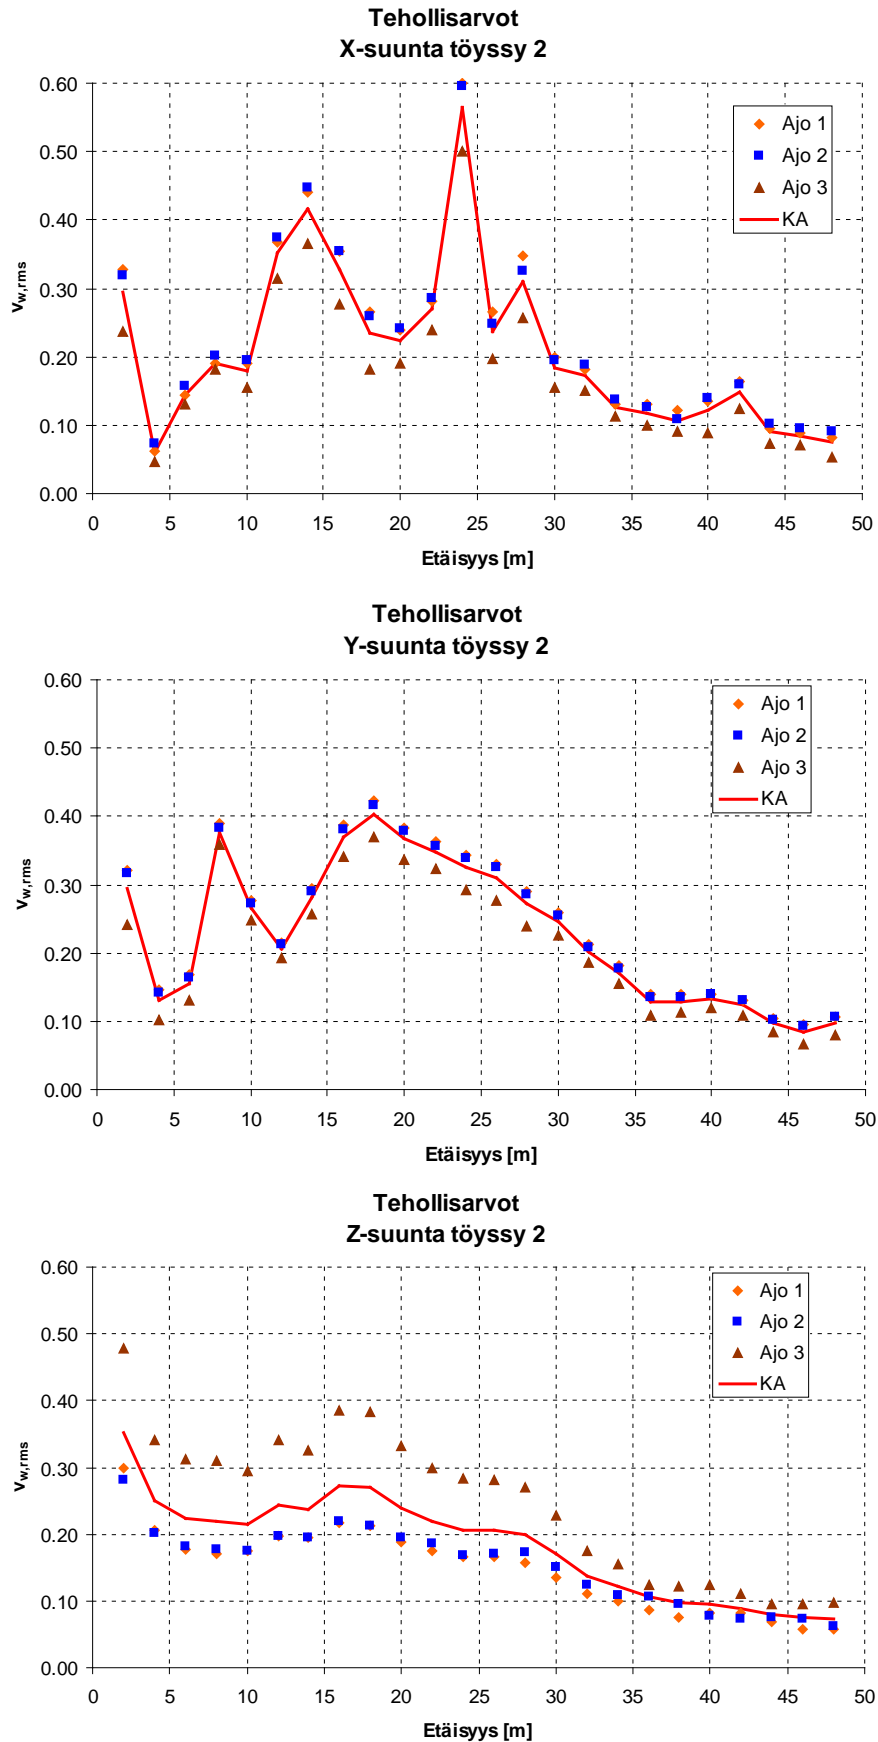 Tehollisarvot
X-suunta töyssy 2
0.60
0.50
0.40
0.30
0.20
0.10
0.00
v w,rms
Ajo 1
Ajo 2
Ajo 3
KA
0 5 10 15 20 25 30 35 40 45 50
Etäisyys [m]
Tehollisarvot
Y-suunta töyssy 2
0.60
0.50
0.40
0.30
0.20
0.10
0.00
v w,rms
Ajo 1
Ajo 2
Ajo 3
KA
0 5 10 15 20 25 30 35 40 45 50
Etäisyys [m]
Tehollisarvot
Z-suunta töyssy 2
0.60
0.50
0.40
0.30
0.20
0.10
0.00
v w,rms
Ajo 1
Ajo 2
Ajo 3
KA
0 5 10 15 20 25 30 35 40 45 50
Etäisyys [m]